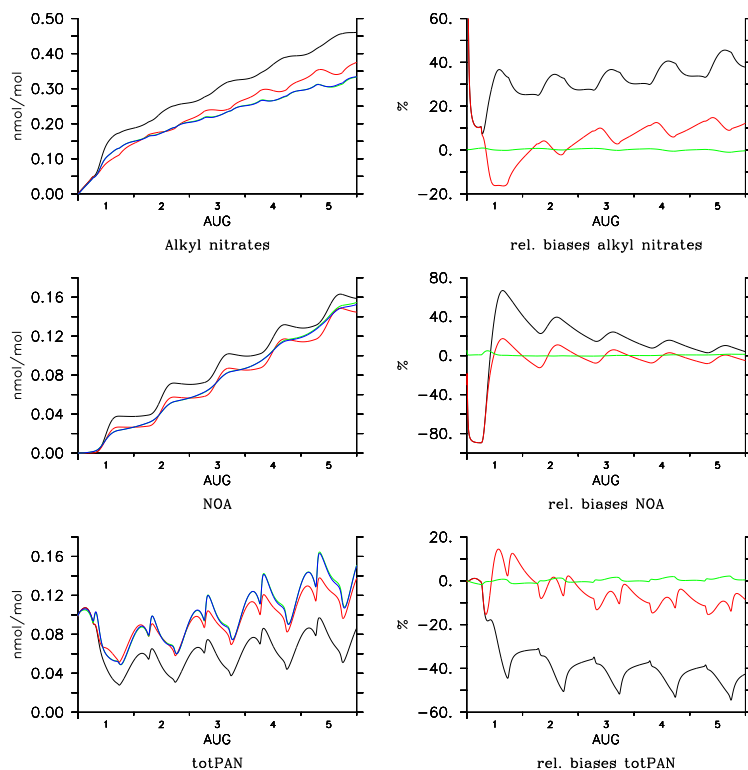 0.50
0.40
0.30
0.20
0.10
0.00
nmol/mol
1 2 3 4 5
AUG
Alkyl nitrates
60.
40.
20.
0.
−20.
%
1 2 3 4 5
AUG
rel. biases alkyl nitrates
0.16
0.12
0.08
0.04
0.00
nmol/mol
1 2 3 4 5
AUG
NOA
80.
40.
0.
−40.
−80.
%
1 2 3 4 5
AUG
rel. biases NOA
0.16
0.12
0.08
0.04
0.00
nmol/mol
1 2 3 4 5
AUG
totPAN
20.
0.
−20.
−40.
−60.
%
1 2 3 4 5
AUG
rel. biases totPAN